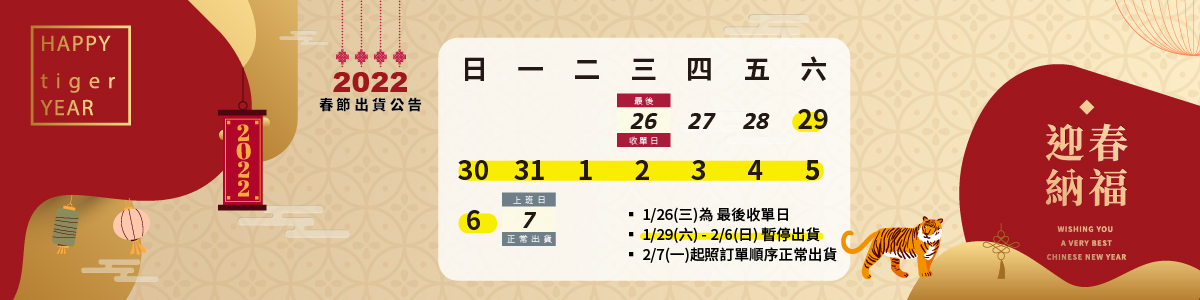 HAPPY
tiger
YEAR
2022
2022
春節出貨公告
日 一 二 三 四 五 六
最後
26 27 28 29
收單日
30 31 1 2 3 4 5
上班日
6 7
正常出貨
▪ 1/26(三)為 最後收單日
▪ 1/29(六) - 2/6(日) 暫停出貨
▪ 2/7(一)起照訂單順序正常出貨
迎春
納福
WISHING YOU
A VERY BEST
CHINESE NEW YEAR